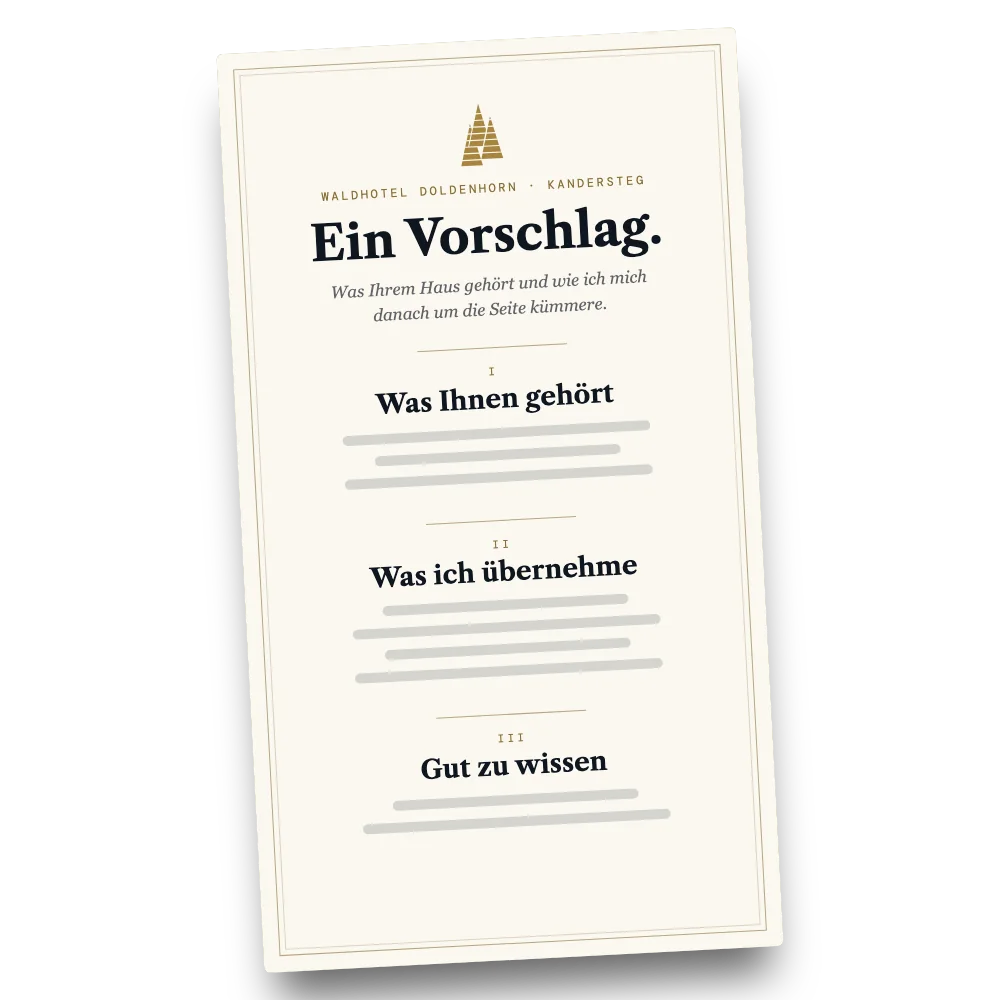 WALDHOTEL DOLDENHORN · KANDERSTEG
Ein Vorschlag.
Was Ihrem Haus gehört und wie ich mich
danach um die Seite kümmere.
I
Was Ihnen gehört
II
Was ich übernehme
III
Gut zu wissen